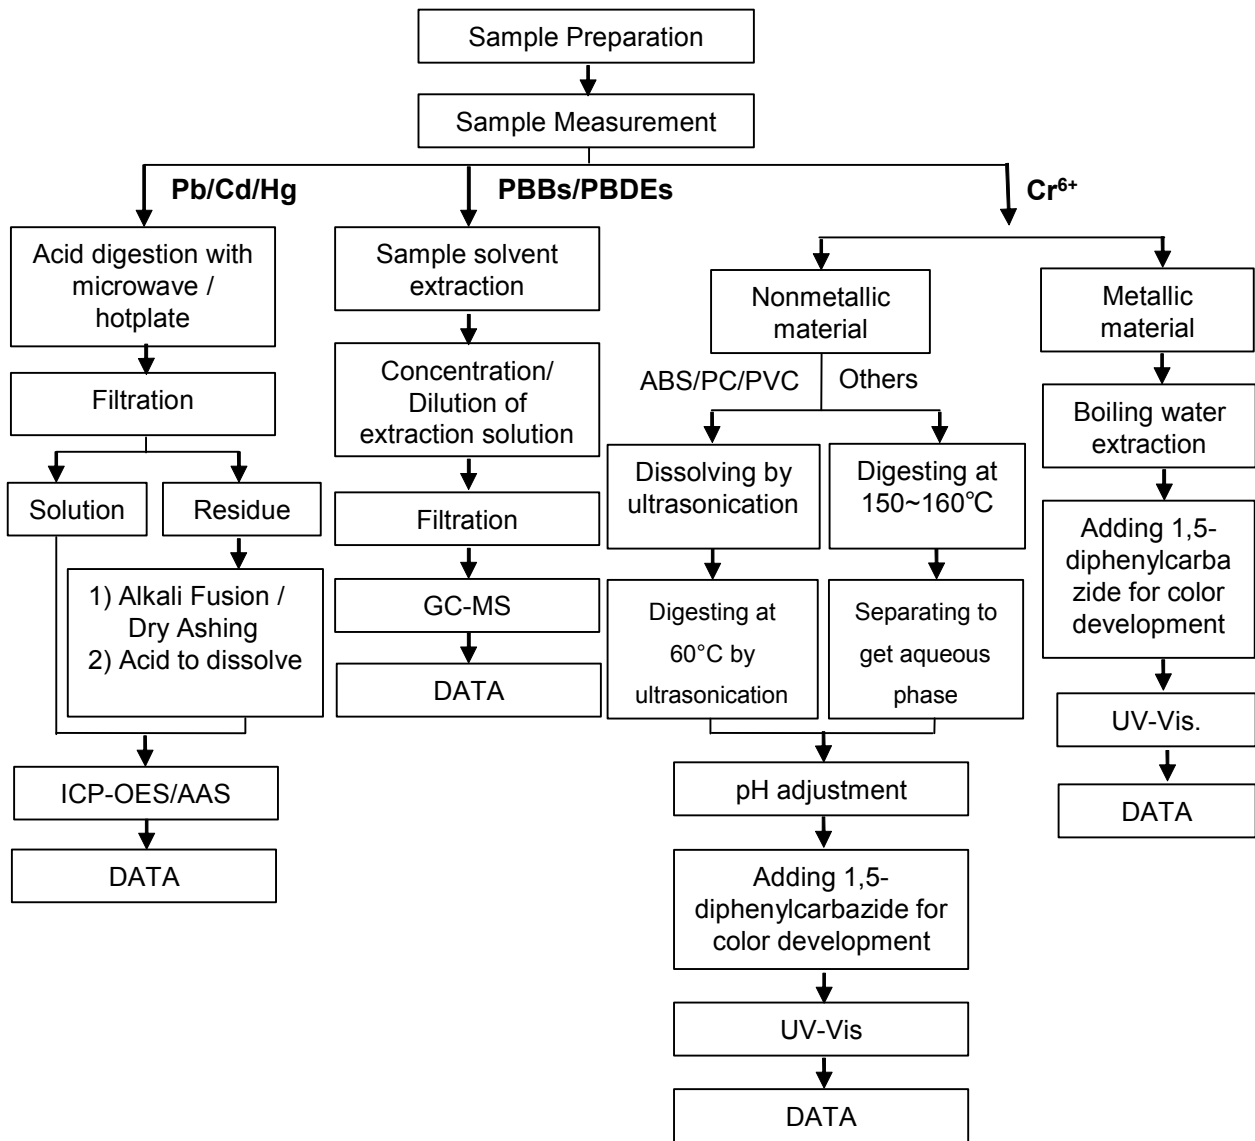 Sample Preparation
Sample Measurement
Pb/Cd/Hg
PBBs/PBDEs
Cr⁶⁺
Acid digestion with
microwave /
hotplate
Filtration
Solution
Residue
1) Alkali Fusion /
Dry Ashing
2) Acid to dissolve
ICP-OES/AAS
DATA
Sample solvent
extraction
Concentration/
Dilution of
extraction solution
Filtration
GC-MS
DATA
Nonmetallic
material
ABS/PC/PVC
Others
Dissolving by
ultrasonication
Digesting at
60°C by
ultrasonication
Digesting at
150~160℃
Separating to
get aqueous
phase
pH adjustment
Adding 1,5-
diphenylcarbazide for
color development
UV-Vis
DATA
Metallic
material
Boiling water
extraction
Adding 1,5-
diphenylcarba
zide for color
development
UV-Vis.
DATA